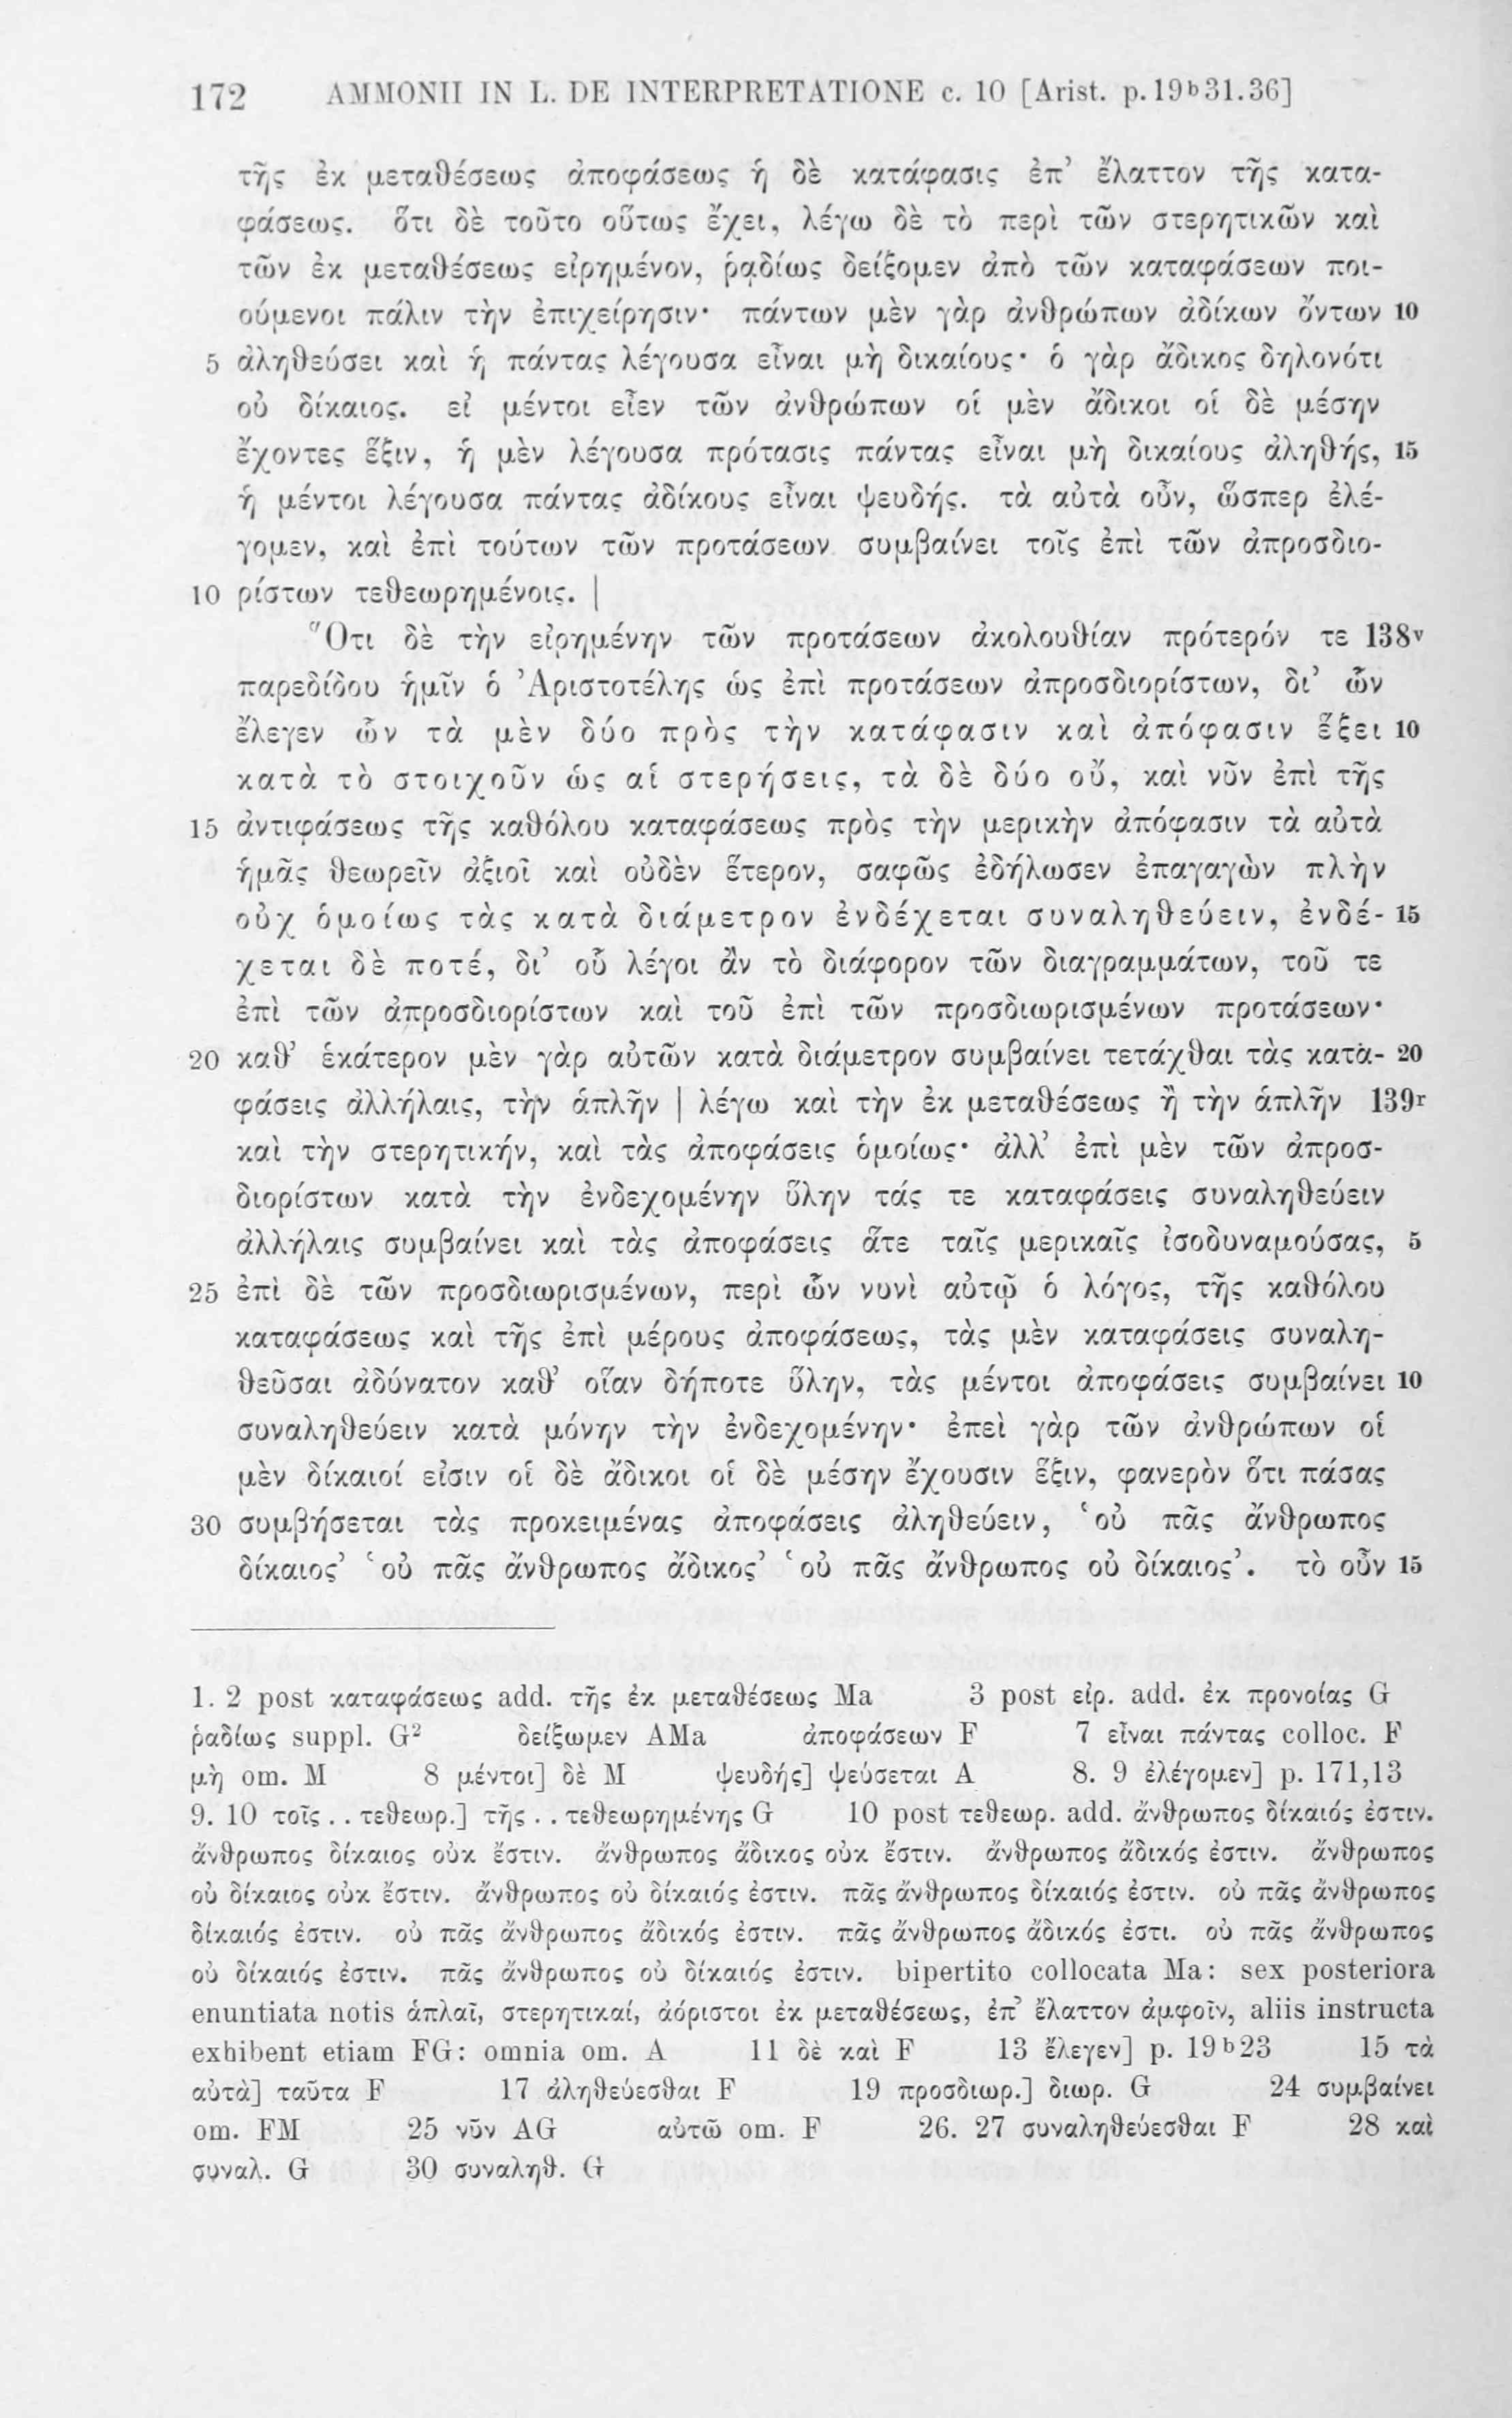 172 AMMONII IN L. DE INTERPRETATIONE c. 10 [Arist. p. 19ᵇ31.36]
τῆς ἐκ μεταθέσεως ἀποφάσεως ἡ δὲ κατάφασις ἐπ’ ἔλαττον τῆς κατα-
φάσεως. ὅτι δὲ τοῦτο οὕτως ἔχει, λέγω δὲ τὸ περὶ τῶν στερητικῶν καὶ
τῶν ἐκ μεταθέσεως εἰρημένον, ῥᾳδίως δείξομεν ἀπὸ τῶν καταφάσεων ποι-
ούμενοι πάλιν τὴν ἐπιχείρησιν· πάντων μὲν γὰρ ἀνθρώπων ἀδίκων ὄντων 10
5 ἀληθεύσει καὶ ἡ πάντας λέγουσα εἶναι μὴ δικαίους· ὁ γὰρ ἄδικος δηλονότι
οὐ δίκαιος. εἰ μέντοι εἶεν τῶν ἀνθρώπων οἱ μὲν ἄδικοι οἱ δὲ μέσην
ἔχοντες ἕξιν, ἡ μὲν λέγουσα πρότασις πάντας εἶναι μὴ δικαίους ἀληθής, 15
ἡ μέντοι λέγουσα πάντας ἀδίκους εἶναι ψευδής. τὰ αὐτὰ οὖν, ὥσπερ ἐλέ-
γομεν, καὶ ἐπὶ τούτων τῶν προτάσεων συμβαίνει τοῖς ἐπὶ τῶν ἀπροσδιο-
10 ρίστων τεθεωρημένοις. |
Ὅτι δὲ τὴν εἰρημένην τῶν προτάσεων ἀκολουθίαν πρότερόν τε 138ᵛ
παρεδίδου ἡμῖν ὁ Ἀριστοτέλης ὡς ἐπὶ προτάσεων ἀπροσδιορίστων, δι’ ὧν
ἔλεγεν ὧν τὰ μὲν δύο πρὸς τὴν κατάφασιν καὶ ἀπόφασιν ἕξει 10
κατὰ τὸ στοιχοῦν ὡς αἱ στερήσεις, τὰ δὲ δύο οὔ, καὶ νῦν ἐπὶ τῆς
15 ἀντιφάσεως τῆς καθόλου καταφάσεως πρὸς τὴν μερικὴν ἀπόφασιν τὰ αὐτὰ
ἡμᾶς θεωρεῖν ἀξιοῖ καὶ οὐδὲν ἕτερον, σαφῶς ἐδήλωσεν ἐπαγαγὼν πλὴν
οὐχ ὁμοίως τὰς κατὰ διάμετρον ἐνδέχεται συναληθεύειν, ἐνδέ- 15
χεται δὲ ποτέ, δι’ οὗ λέγοι ἂν τὸ διάφορον τῶν διαγραμμάτων, τοῦ τε
ἐπὶ τῶν ἀπροσδιορίστων καὶ τοῦ ἐπὶ τῶν προσδιωρισμένων προτάσεων·
20 καθ’ ἑκάτερον μὲν γὰρ αὐτῶν κατὰ διάμετρον συμβαίνει τετάχθαι τὰς κατα- 20
φάσεις ἀλλήλαις, τὴν ἁπλῆν | λέγω καὶ τὴν ἐκ μεταθέσεως ἢ τὴν ἁπλῆν 139ʳ
καὶ τὴν στερητικήν, καὶ τὰς ἀποφάσεις ὁμοίως· ἀλλ’ ἐπὶ μὲν τῶν ἀπροσ-
διορίστων κατὰ τὴν ἐνδεχομένην ὕλην τάς τε καταφάσεις συναληθεύειν
ἀλλήλαις συμβαίνει καὶ τὰς ἀποφάσεις ἅτε ταῖς μερικαῖς ἰσοδυναμούσας, 5
25 ἐπὶ δὲ τῶν προσδιωρισμένων, περὶ ὧν νυνὶ αὐτῷ ὁ λόγος, τῆς καθόλου
καταφάσεως καὶ τῆς ἐπὶ μέρους ἀποφάσεως, τὰς μὲν καταφάσεις συναλη-
θεῦσαι ἀδύνατον καθ’ οἵαν δήποτε ὕλην, τὰς μέντοι ἀποφάσεις συμβαίνει 10
συναληθεύειν κατὰ μόνην τὴν ἐνδεχομένην· ἐπεὶ γὰρ τῶν ἀνθρώπων οἱ
μὲν δίκαιοί εἰσιν οἱ δὲ ἄδικοι οἱ δὲ μέσην ἔχουσιν ἕξιν, φανερὸν ὅτι πάσας
30 συμβήσεται τὰς προκειμένας ἀποφάσεις ἀληθεύειν, ‘οὐ πᾶς ἄνθρωπος
δίκαιος’ ‘οὐ πᾶς ἄνθρωπος ἄδικος’ ‘οὐ πᾶς ἄνθρωπος οὐ δίκαιος’. τὸ οὖν 15
1. 2 post καταφάσεως add. τῆς ἐκ μεταθέσεως Ma 3 post εἰρ. add. ἐκ προνοίας G
ῥαδίως suppl. G² δείξωμεν AMa ἀποφάσεων F 7 εἶναι πάντας colloc. F
μὴ om. M 8 μέντοι] δὲ M ψευδής] ψεύσεται A 8. 9 ἐλέγομεν] p. 171,13
9. 10 τοῖς . . τεθεωρ.] τῆς . . τεθεωρημένης G 10 post τεθεωρ. add. ἄνθρωπος δίκαιός ἐστιν.
ἄνθρωπος δίκαιος οὐκ ἔστιν. ἄνθρωπος ἄδικος οὐκ ἔστιν. ἄνθρωπος ἄδικός ἐστιν. ἄνθρωπος
οὐ δίκαιος οὐκ ἔστιν. ἄνθρωπος οὐ δίκαιός ἐστιν. πᾶς ἄνθρωπος δίκαιός ἐστιν. οὐ πᾶς ἄνθρωπος
δίκαιός ἐστιν. οὐ πᾶς ἄνθρωπος ἄδικός ἐστιν. πᾶς ἄνθρωπος ἄδικός ἐστι. οὐ πᾶς ἄνθρωπος
οὐ δίκαιός ἐστιν. πᾶς ἄνθρωπος οὐ δίκαιός ἐστιν. bipertito collocata Ma: sex posteriora
enuntiata notis ἁπλαῖ, στερητικαί, ἀόριστοι ἐκ μεταθέσεως, ἐπ’ ἔλαττον ἀμφοῖν, aliis instructa
exhibent etiam FG: omnia om. A 11 δὲ καὶ F 13 ἔλεγεν] p. 19ᵇ23 15 τὰ
αὐτὰ] ταῦτα F 17 ἀληθεύεσθαι F 19 προσδιωρ.] διωρ. G 24 συμβαίνει
om. FM 25 νῦν AG αὐτῶ om. F 26. 27 συναληθεύεσθαι F 28 καὶ
συναλ. G 30 συναληθ. G